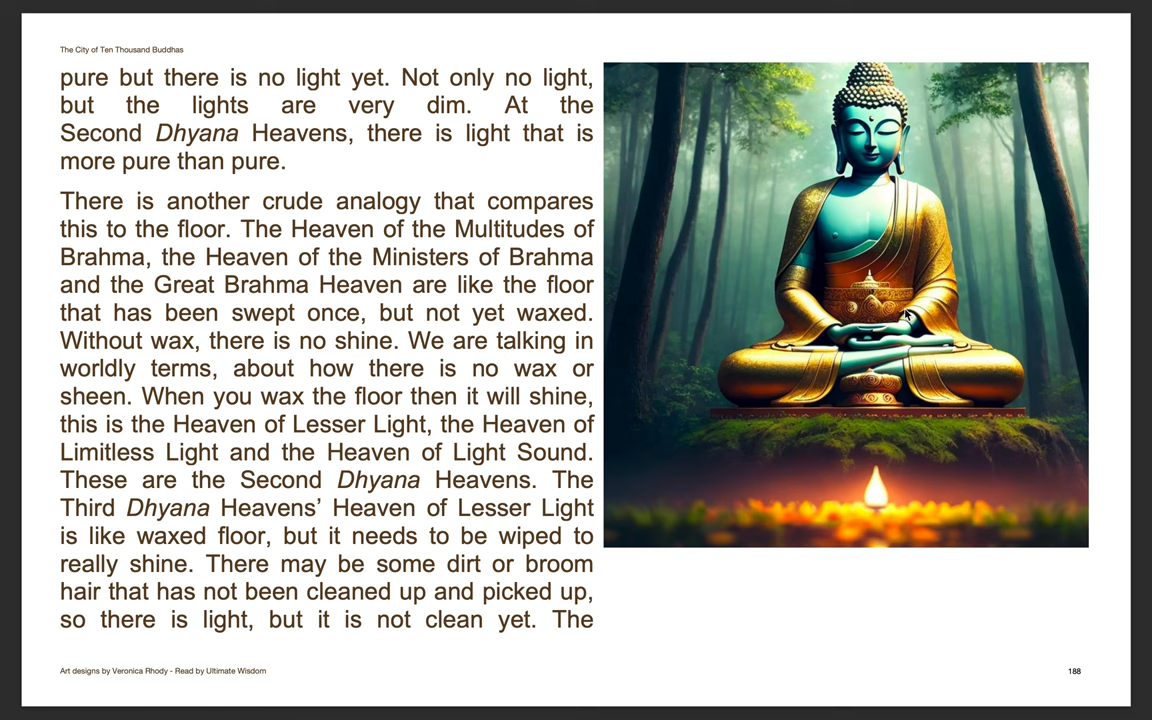 The City of Ten Thousand Buddhas
pure but there is no light yet. Not only no light,
but the lights are very dim. At the
Second Dhyana Heavens, there is light that is
more pure than pure.
There is another crude analogy that compares
this to the floor. The Heaven of the Multitudes of
Brahma, the Heaven of the Ministers of Brahma
and the Great Brahma Heaven are like the floor
that has been swept once, but not yet waxed.
Without wax, there is no shine. We are talking in
worldly terms, about how there is no wax or
sheen. When you wax the floor then it will shine,
this is the Heaven of Lesser Light, the Heaven of
Limitless Light and the Heaven of Light Sound.
These are the Second Dhyana Heavens. The
Third Dhyana Heavens’ Heaven of Lesser Light
is like waxed floor, but it needs to be wiped to
really shine. There may be some dirt or broom
hair that has not been cleaned up and picked up,
so there is light, but it is not clean yet. The
Art designs by Veronica Rhody - Read by Ultimate Wisdom
188